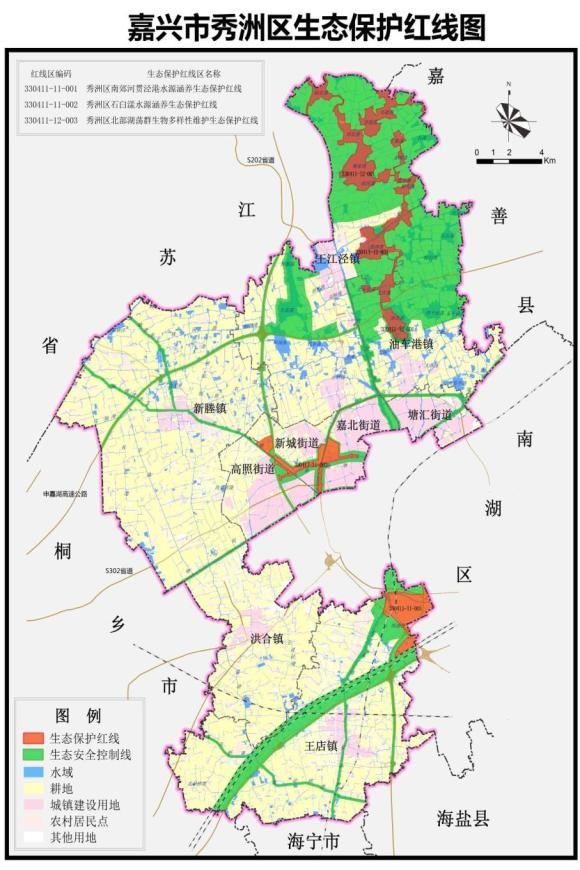 嘉兴市秀洲区生态保护红线图
红线区编码 生态保护红线区名称
330411-11-001 秀洲区南郊河贯泾港水源涵养生态保护红线
330411-11-002 秀洲区石臼漾水源涵养生态保护红线
330411-12-003 秀洲区北部湖荡群生物多样性维护生态保护红线
嘉
N
0 1 2 4
Km
S202省道
江
善
苏
王江泾镇
县
省
油车港镇
新塍镇
塘汇街道
嘉北街道
新城街道
南
高照街道
申嘉湖高速公路
湖
桐
S302省道
区
330411-11-001
乡
洪合镇
市
图 例
生态保护红线
生态安全控制线
水域
耕地
城镇建设用地
农村居民点
其他用地
王店镇
海宁市
海盐县